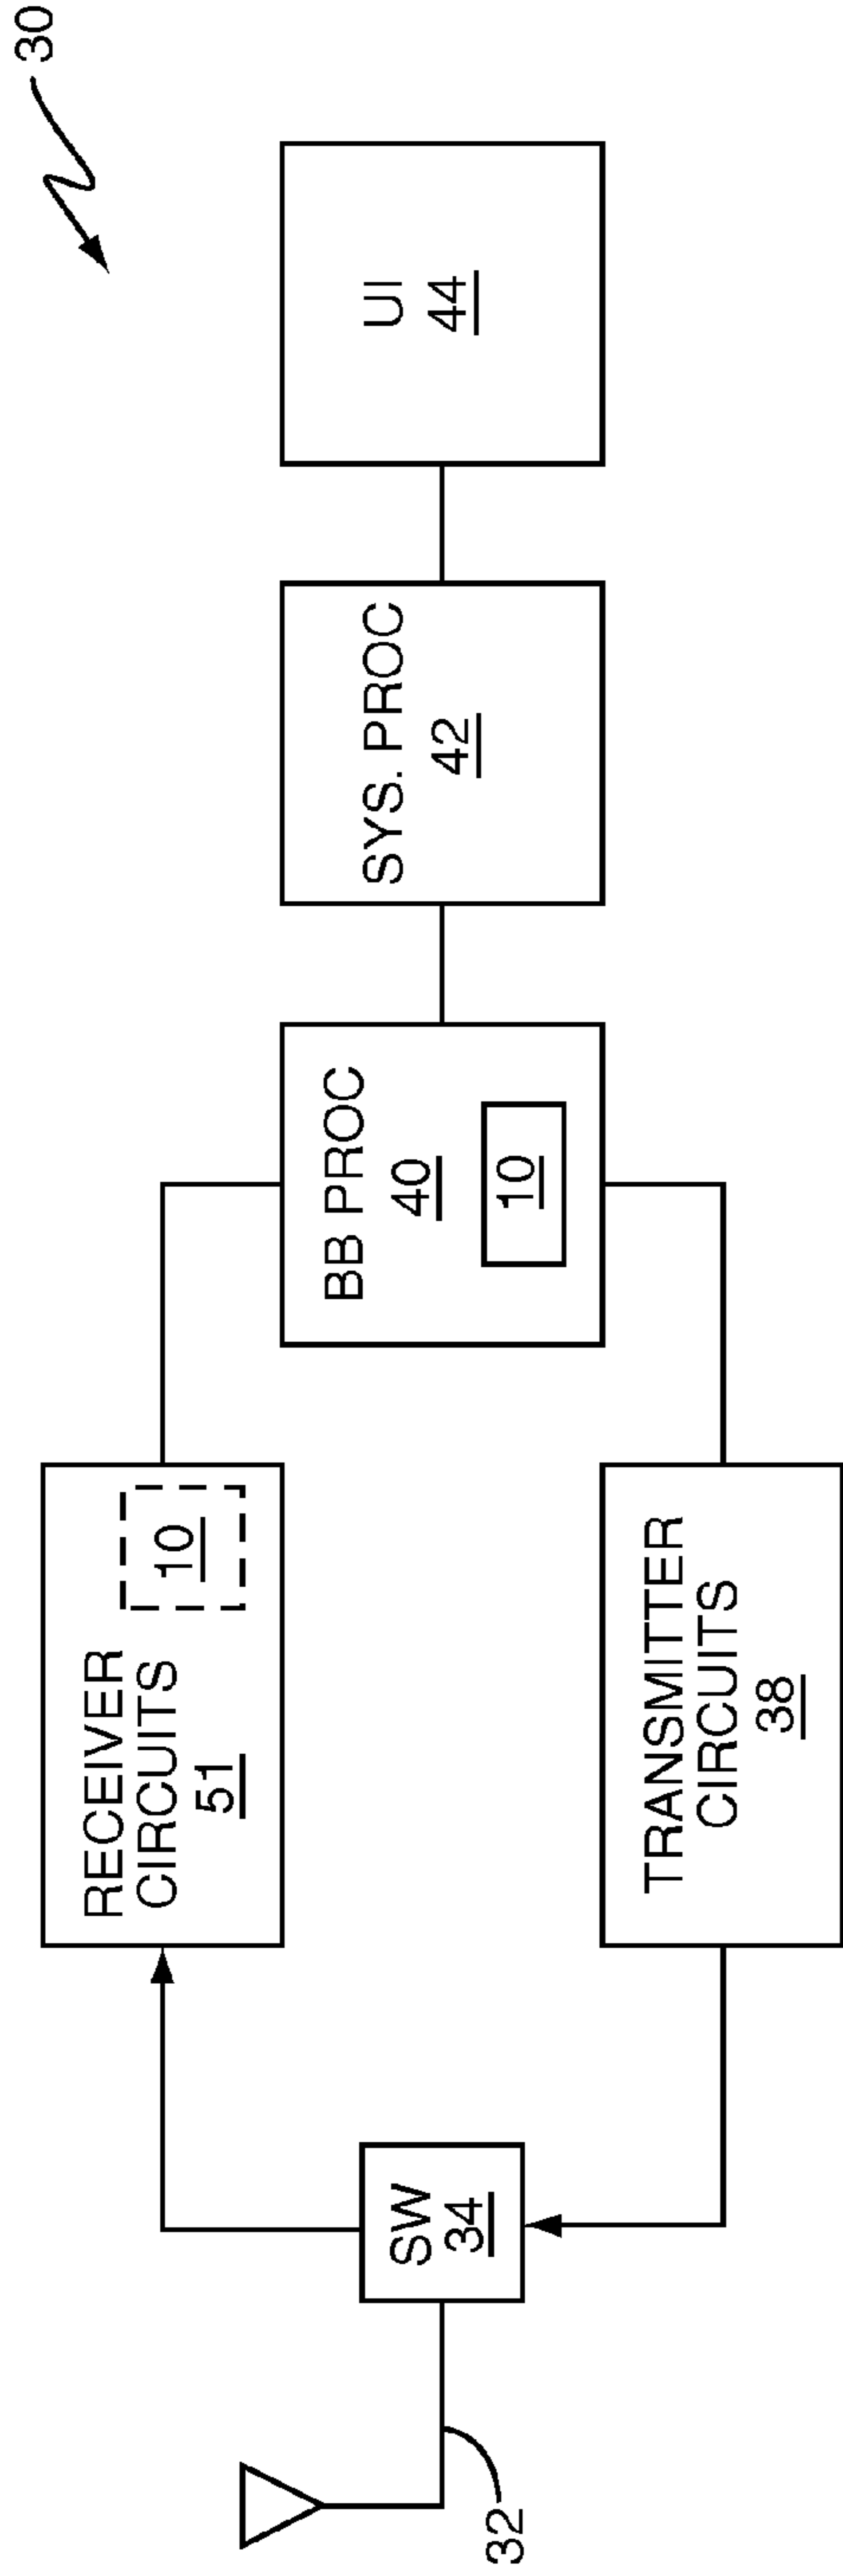 30
RECEIVER
CIRCUITS
51
10
SW
34
32
BB PROC
40
10
SYS. PROC
42
UI
44
TRANSMITTER
CIRCUITS
38